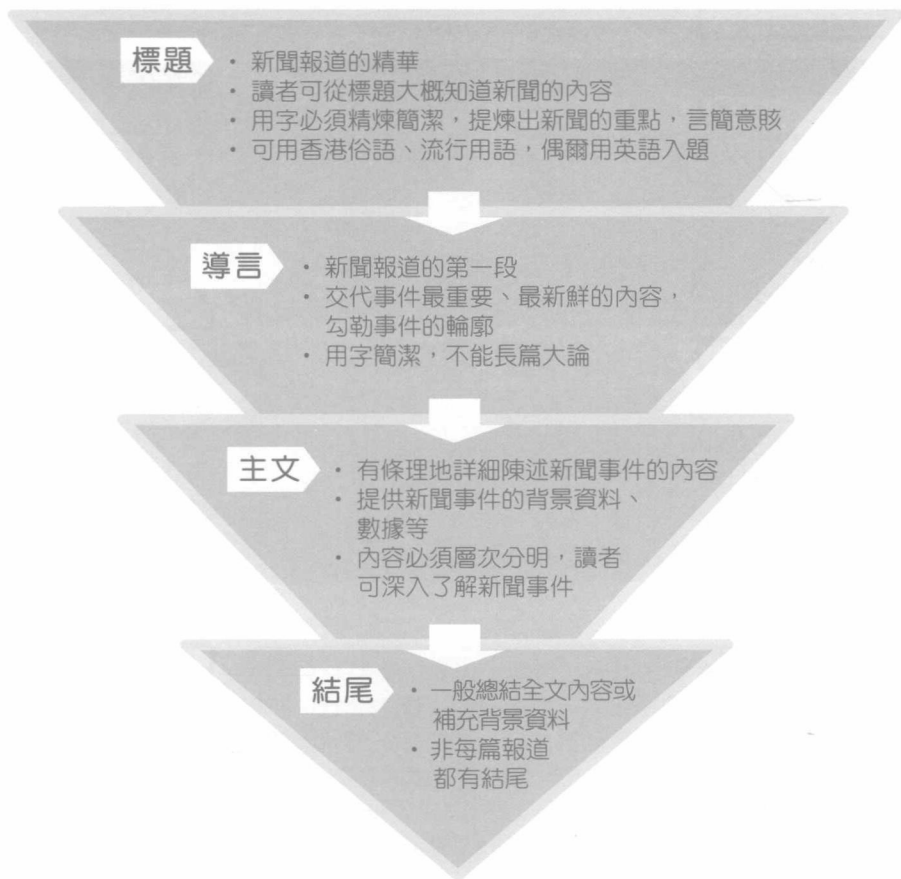 標題
• 新聞報道的精華
• 讀者可從標題大概知道新聞的內容
• 用字必須精煉簡潔，提煉出新聞的重點，言簡意賅
• 可用香港俗語、流行用語，偶爾用英語入題
導言
• 新聞報道的第一段
• 交代事件最重要、最新鮮的內容，
勾勒事件的輪廓
• 用字簡潔，不能長篇大論
主文
• 有條理地詳細陳述新聞事件的內容
• 提供新聞事件的背景資料、
數據等
• 內容必須層次分明，讀者
可深入了解新聞事件
結尾
• 一般總結全文內容或
補充背景資料
• 非每篇報道
都有結尾